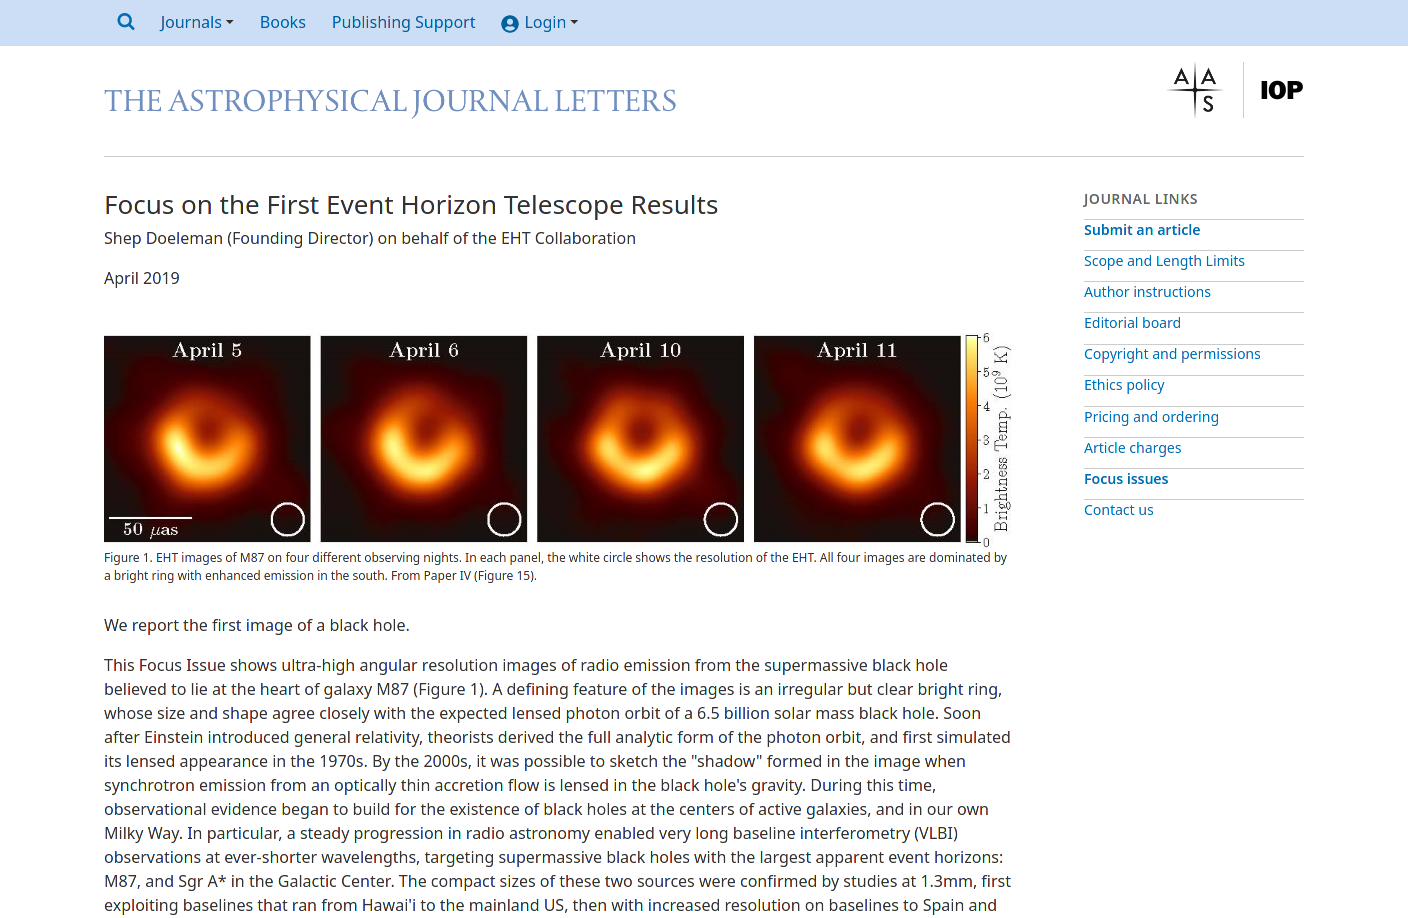 Journals Books Publishing Support Login
THE ASTROPHYSICAL JOURNAL LETTERS
A A S
IOP
Focus on the First Event Horizon Telescope Results
Shep Doeleman (Founding Director) on behalf of the EHT Collaboration
April 2019
April 5 April 6 April 10 April 11
50 μas
6
5
4
3
2
1
0
Brightness Temp. (10⁹ K)
Figure 1. EHT images of M87 on four different observing nights. In each panel, the white circle shows the resolution of the EHT. All four images are dominated by
a bright ring with enhanced emission in the south. From Paper IV (Figure 15).
We report the first image of a black hole.
This Focus Issue shows ultra-high angular resolution images of radio emission from the supermassive black hole
believed to lie at the heart of galaxy M87 (Figure 1). A defining feature of the images is an irregular but clear bright ring,
whose size and shape agree closely with the expected lensed photon orbit of a 6.5 billion solar mass black hole. Soon
after Einstein introduced general relativity, theorists derived the full analytic form of the photon orbit, and first simulated
its lensed appearance in the 1970s. By the 2000s, it was possible to sketch the "shadow" formed in the image when
synchrotron emission from an optically thin accretion flow is lensed in the black hole's gravity. During this time,
observational evidence began to build for the existence of black holes at the centers of active galaxies, and in our own
Milky Way. In particular, a steady progression in radio astronomy enabled very long baseline interferometry (VLBI)
observations at ever-shorter wavelengths, targeting supermassive black holes with the largest apparent event horizons:
M87, and Sgr A* in the Galactic Center. The compact sizes of these two sources were confirmed by studies at 1.3mm, first
exploiting baselines that ran from Hawai'i to the mainland US, then with increased resolution on baselines to Spain and
JOURNAL LINKS
Submit an article
Scope and Length Limits
Author instructions
Editorial board
Copyright and permissions
Ethics policy
Pricing and ordering
Article charges
Focus issues
Contact us